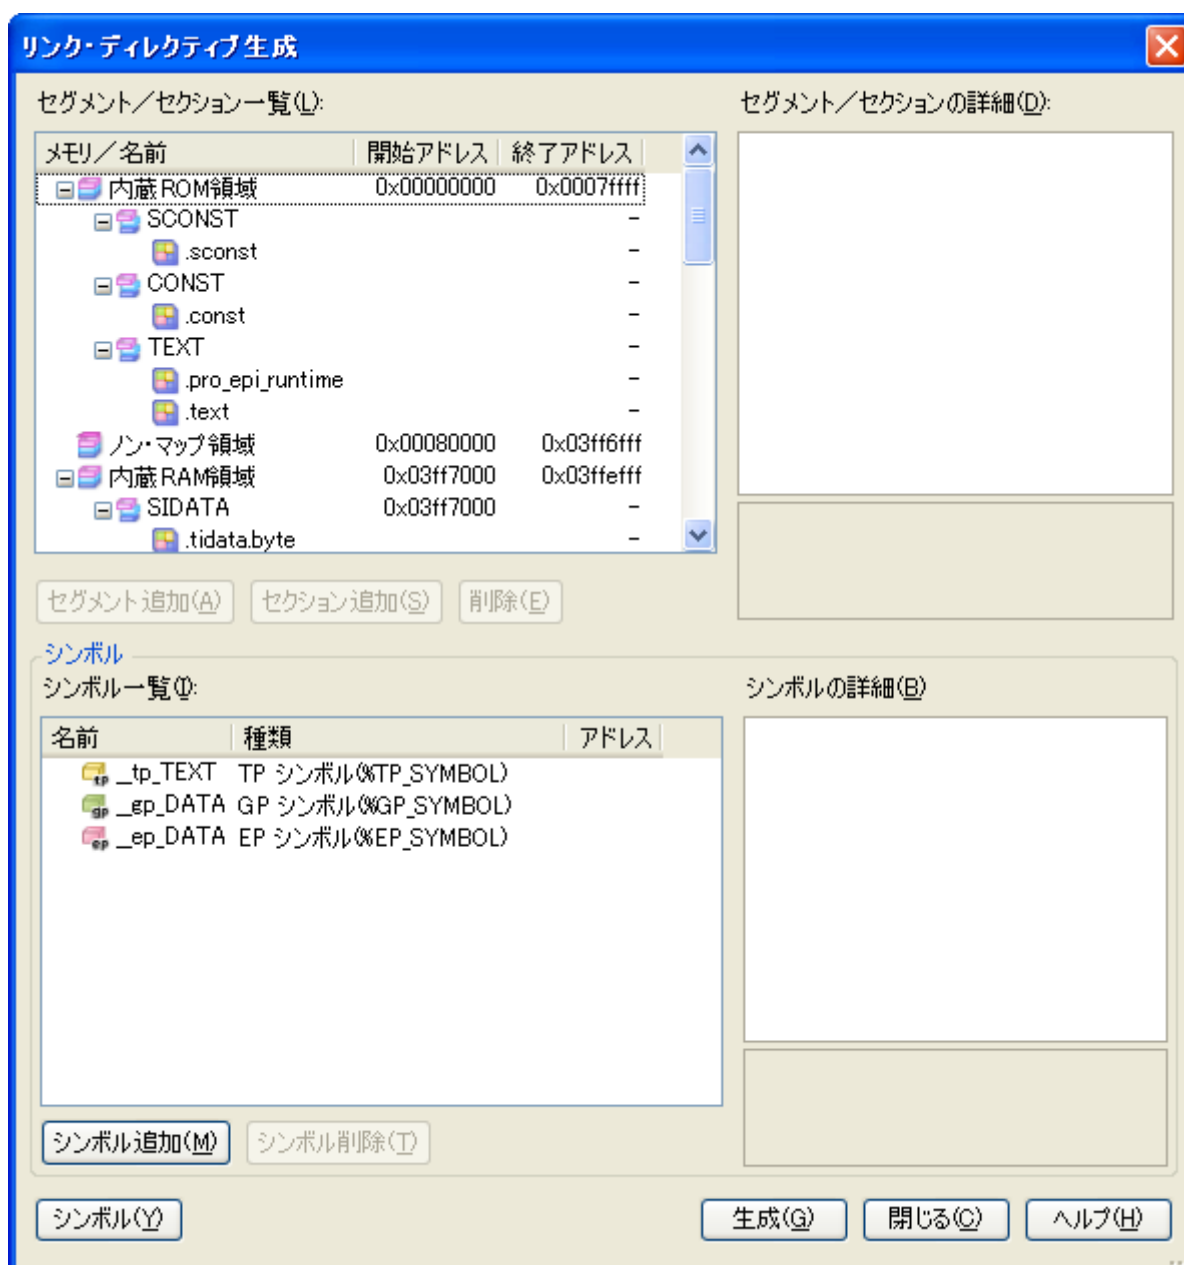 リンク・ディレクティブ生成
セグメント／セクション一覧(L):
セグメント／セクションの詳細(D):
メモリ／名前 開始アドレス 終了アドレス
内蔵ROM領域 0x00000000 0x0007ffff
SCONST -
.sconst -
CONST -
.const -
TEXT -
.pro_epi_runtime -
.text -
ノン・マップ領域 0x00080000 0x03ff6fff
内蔵RAM領域 0x03ff7000 0x03ffefff
SIDATA 0x03ff7000 -
.tidata.byte -
セグメント追加(A) セクション追加(S) 削除(E)
シンボル
シンボル一覧(I):
シンボルの詳細(B)
名前 種類 アドレス
_tp_TEXT TP シンボル(%TP_SYMBOL)
_gp_DATA GP シンボル(%GP_SYMBOL)
_ep_DATA EP シンボル(%EP_SYMBOL)
シンボル追加(M) シンボル削除(T)
シンボル(Y) 生成(G) 閉じる(C) ヘルプ(H)